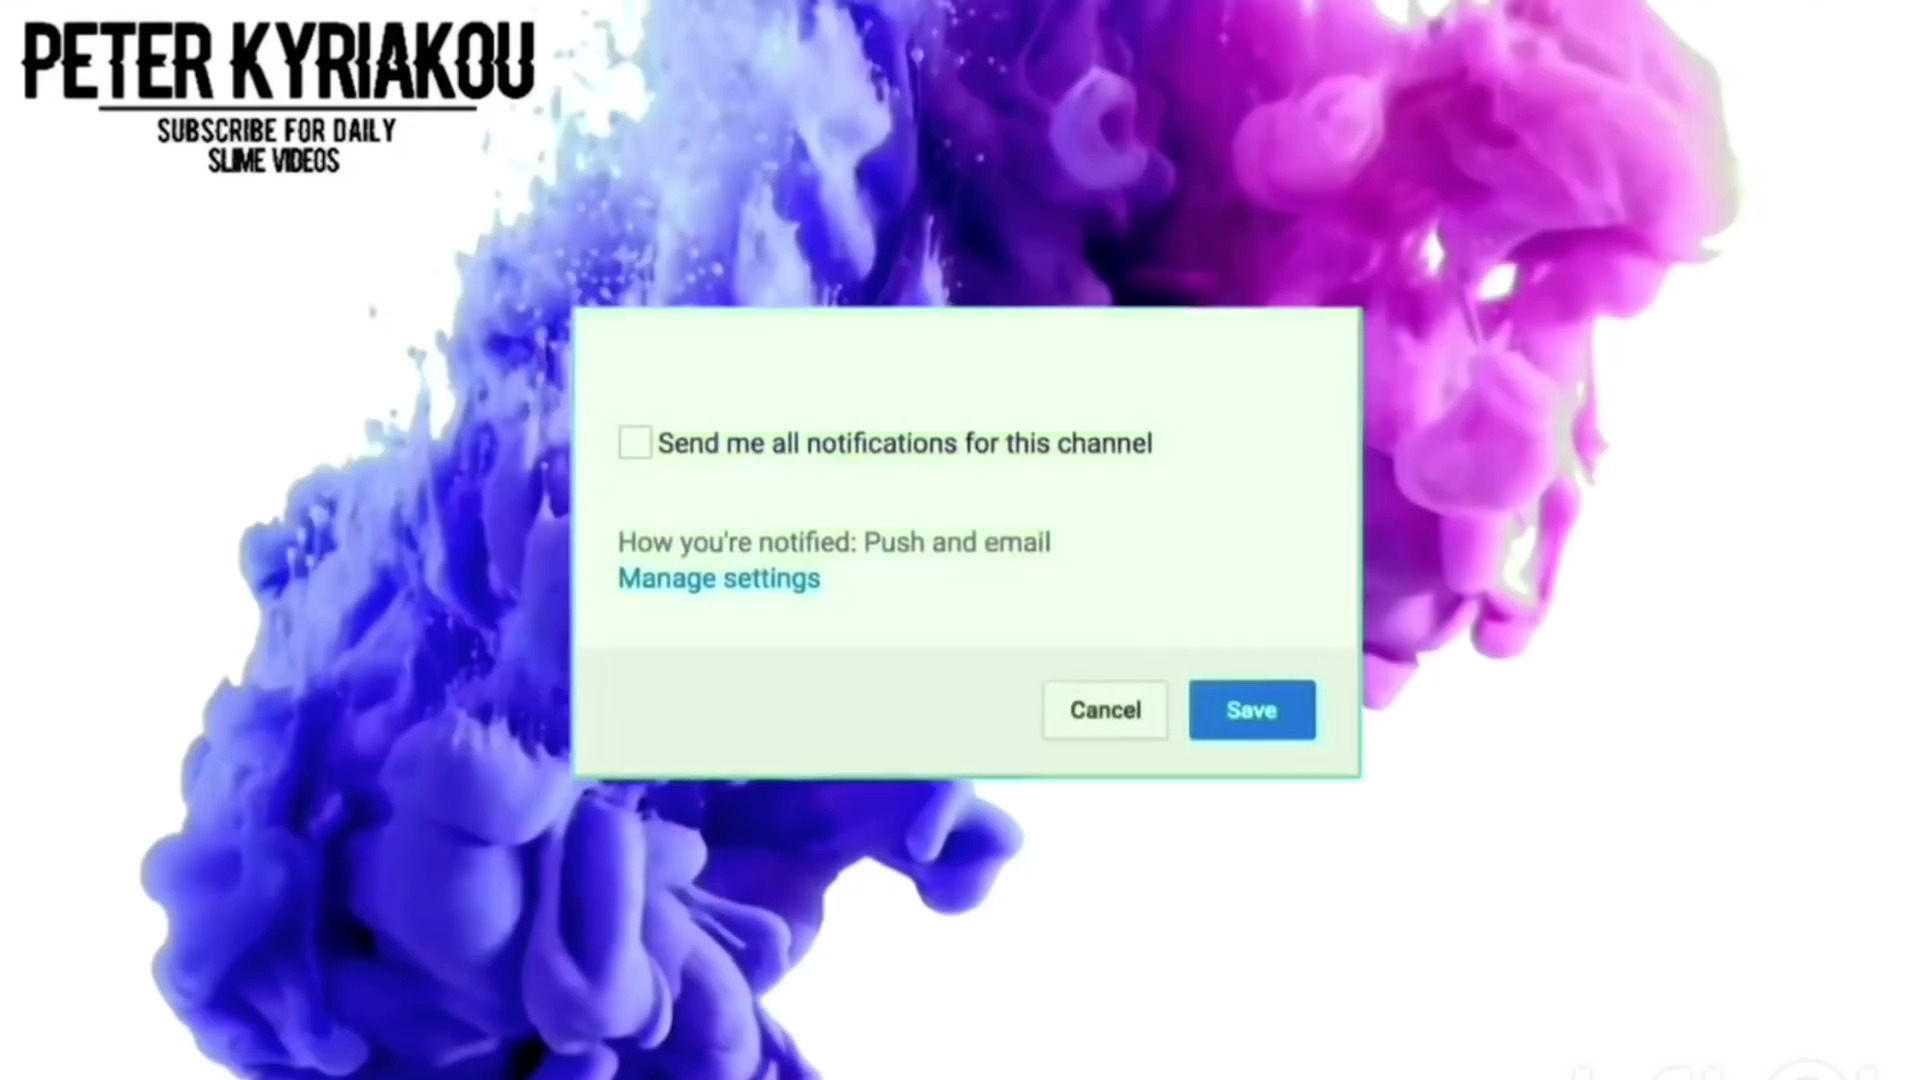 PETER KYRIAKOU
SUBSCRIBE FOR DAILY
SLIME VIDEOS
Send me all notifications for this channel
How you're notified: Push and email
Manage settings
Cancel
Save